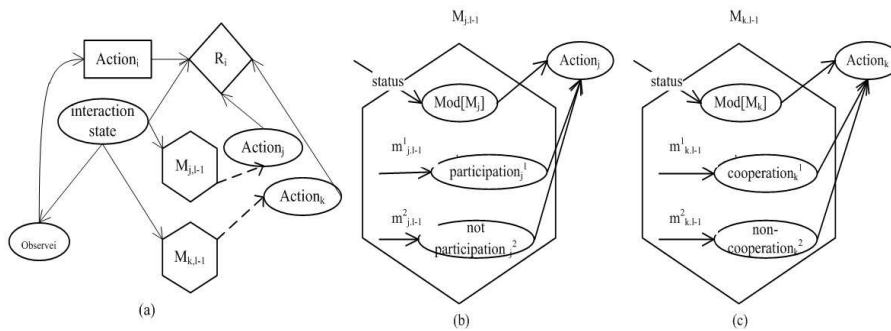 Action_i
R_i
Interaction
state
M_j,l-1
Action_j
Action_k
Observei
M_k,l-1
(a)
M_j,l-1
Action_j
status
Mod[M_j]
m^1_j,l-1
participation_j^1
m^2_j,l-1
not
participation_j^2
(b)
M_k,l-1
Action_k
status
Mod[M_k]
m^1_k,l-1
cooperation_k^1
m^2_k,l-1
non-
cooperation_k^2
(c)